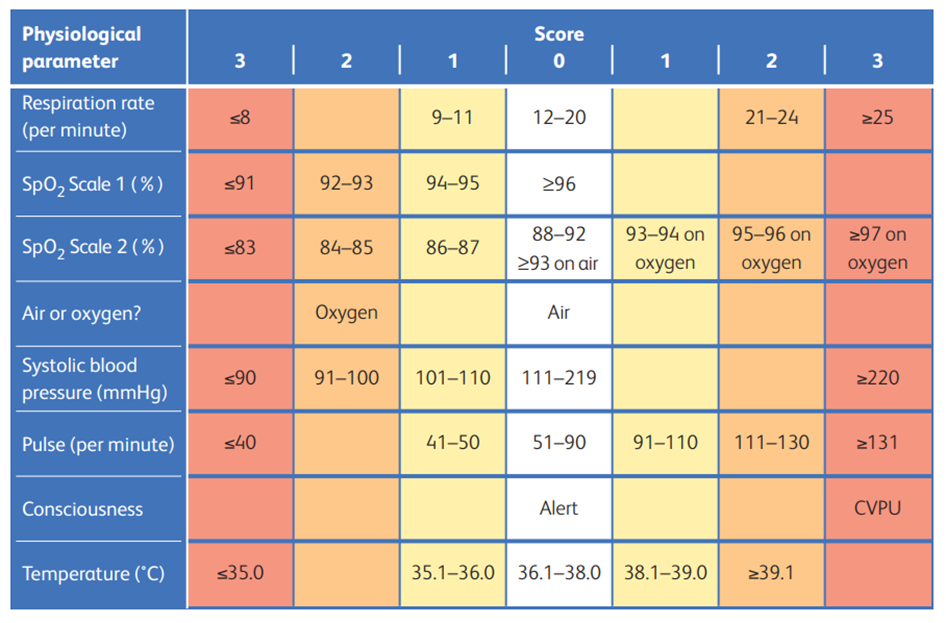 Physiological parameter Score
3 2 1 0 1 2 3
Respiration rate (per minute) ≤8 9–11 12–20 21–24 ≥25
SpO₂ Scale 1 (%) ≤91 92–93 94–95 ≥96
SpO₂ Scale 2 (%) ≤83 84–85 86–87 88–92 ≥93 on air 93–94 on oxygen 95–96 on oxygen ≥97 on oxygen
Air or oxygen? Oxygen Air
Systolic blood pressure (mmHg) ≤90 91–100 101–110 111–219 ≥220
Pulse (per minute) ≤40 41–50 51–90 91–110 111–130 ≥131
Consciousness Alert CVPU
Temperature (°C) ≤35.0 35.1–36.0 36.1–38.0 38.1–39.0 ≥39.1